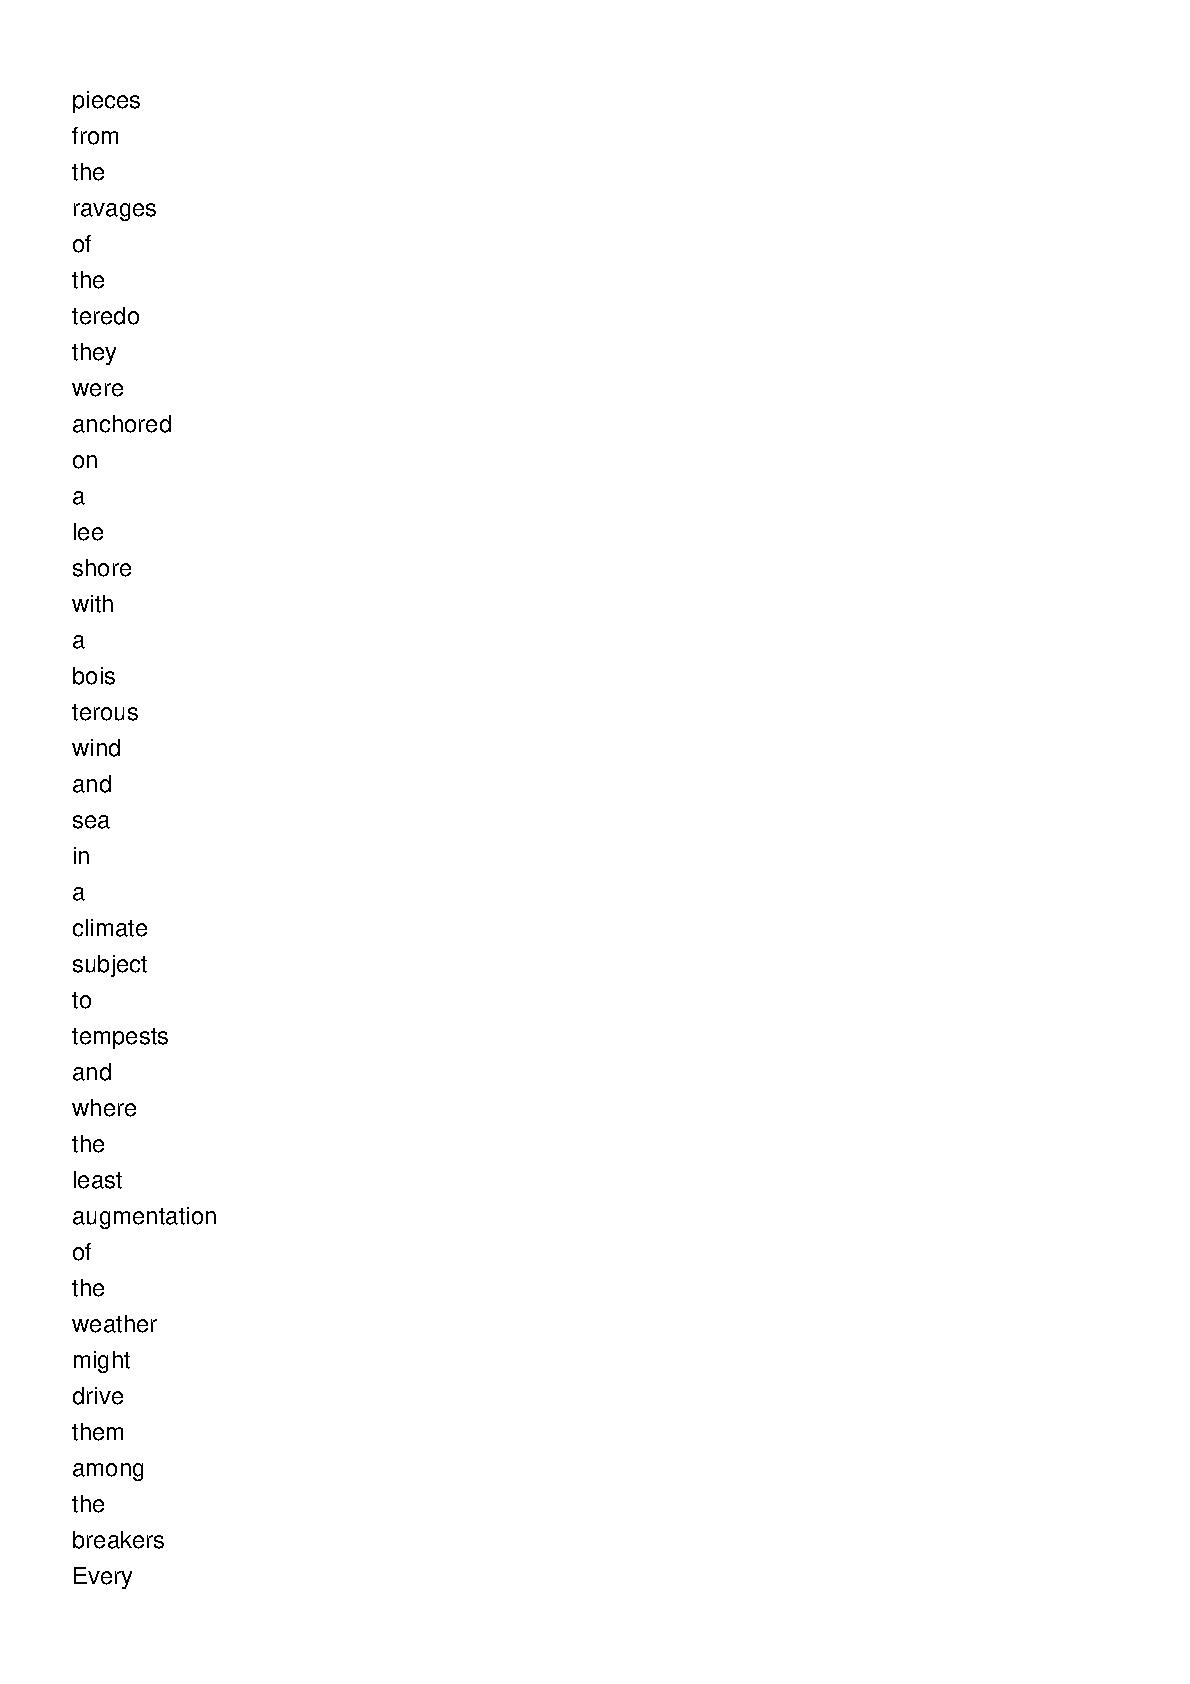 pieces
from
the
ravages
of
the
teredo
they
were
anchored
on
a
lee
shore
with
a
bois
terous
wind
and
sea
in
a
climate
subject
to
tempests
and
where
the
least
augmentation
of
the
weather
might
drive
them
among
the
breakers
Every